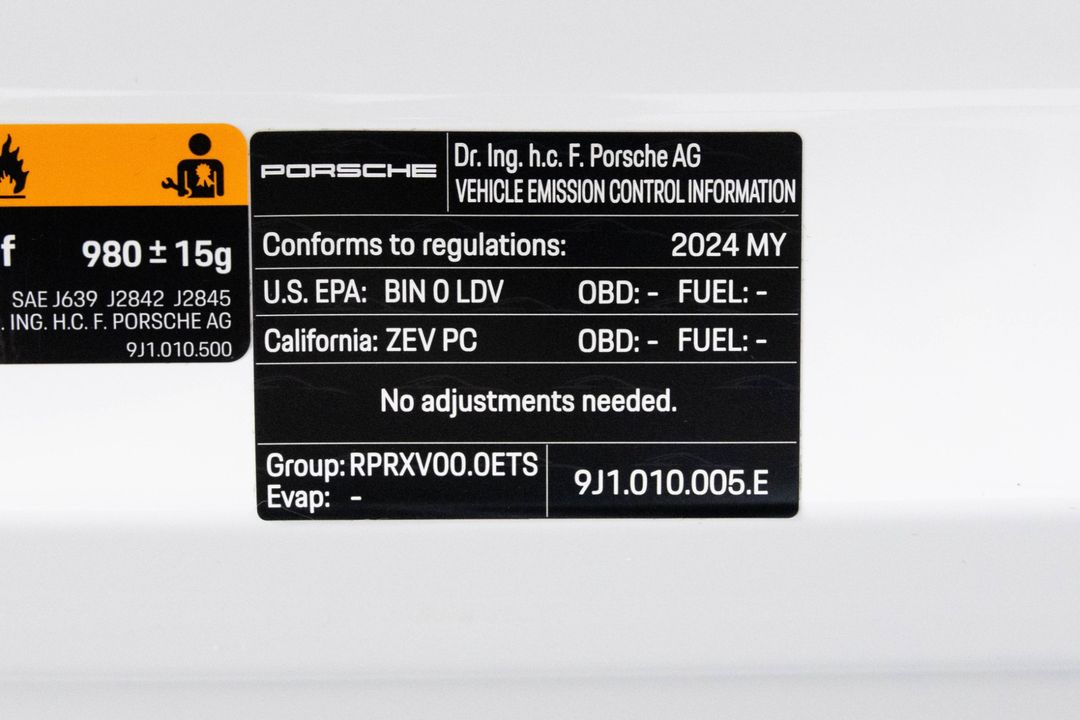 f 980 ± 15g
SAE J639 J2842 J2845
. ING. H.C. F. PORSCHE AG
9J1.010.500
PORSCHE
Dr. Ing. h.c. F. Porsche AG
VEHICLE EMISSION CONTROL INFORMATION
Conforms to regulations: 2024 MY
U.S. EPA: BIN 0 LDV OBD: - FUEL: -
California: ZEV PC OBD: - FUEL: -
No adjustments needed.
Group: RPRXV00.0ETS
Evap: -
9J1.010.005.E